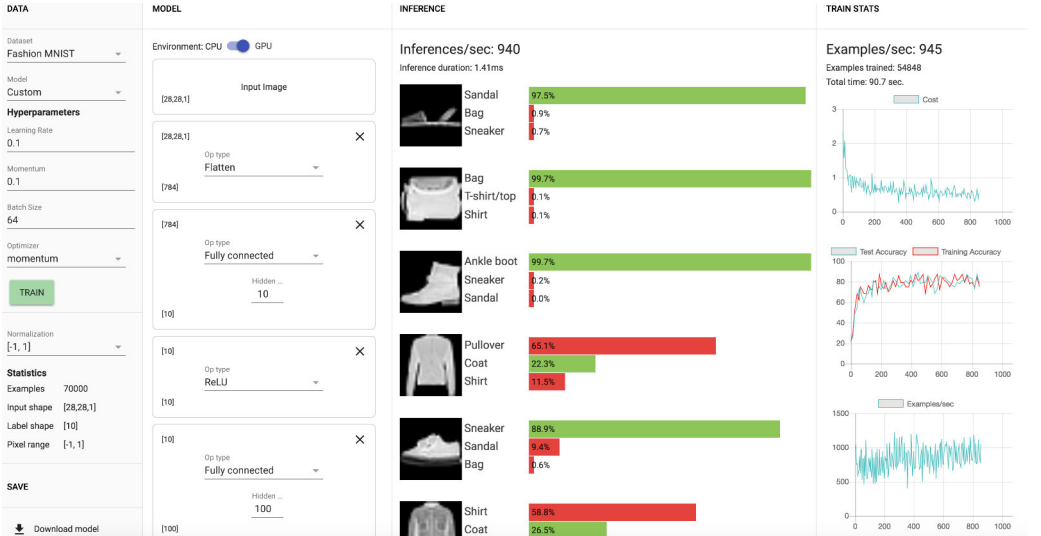 DATA
Dataset
Fashion MNIST
Model
Custom
Hyperparameters
Learning Rate
0.1
Momentum
0.1
Batch Size
64
Optimizer
momentum
TRAIN
Normalization
[-1, 1]
Statistics
Examples 70000
Input shape [28,28,1]
Label shape [10]
Pixel range [-1, 1]
SAVE
Download model
MODEL
Environment: CPU GPU
Input Image
[28,28,1]
[28,28,1]
Op type
Flatten
[784]
[784]
Op type
Fully connected
Hidden ...
10
[10]
[10]
Op type
ReLU
[10]
[10]
Op type
Fully connected
Hidden ...
100
[100]
INFERENCE
Inferences/sec: 940
Inference duration: 1.41ms
Sandal 97.5%
Bag 0.9%
Sneaker 0.7%
Bag 99.7%
T-shirt/top 0.1%
Shirt 0.1%
Ankle boot 99.7%
Sneaker 0.2%
Sandal 0.0%
Pullover 65.1%
Coat 22.3%
Shirt 11.5%
Sneaker 88.9%
Sandal 9.4%
Bag 0.6%
Shirt 58.8%
Coat 26.5%
TRAIN STATS
Examples/sec: 945
Examples trained: 54848
Total time: 90.7 sec.
Cost
3
2
1
0
0 200 400 600 800 1000
Test Accuracy Training Accuracy
100
80
60
40
20
0
0 200 400 600 800 1000
Examples/sec
1500
1000
500
0
0 200 400 600 800 1000